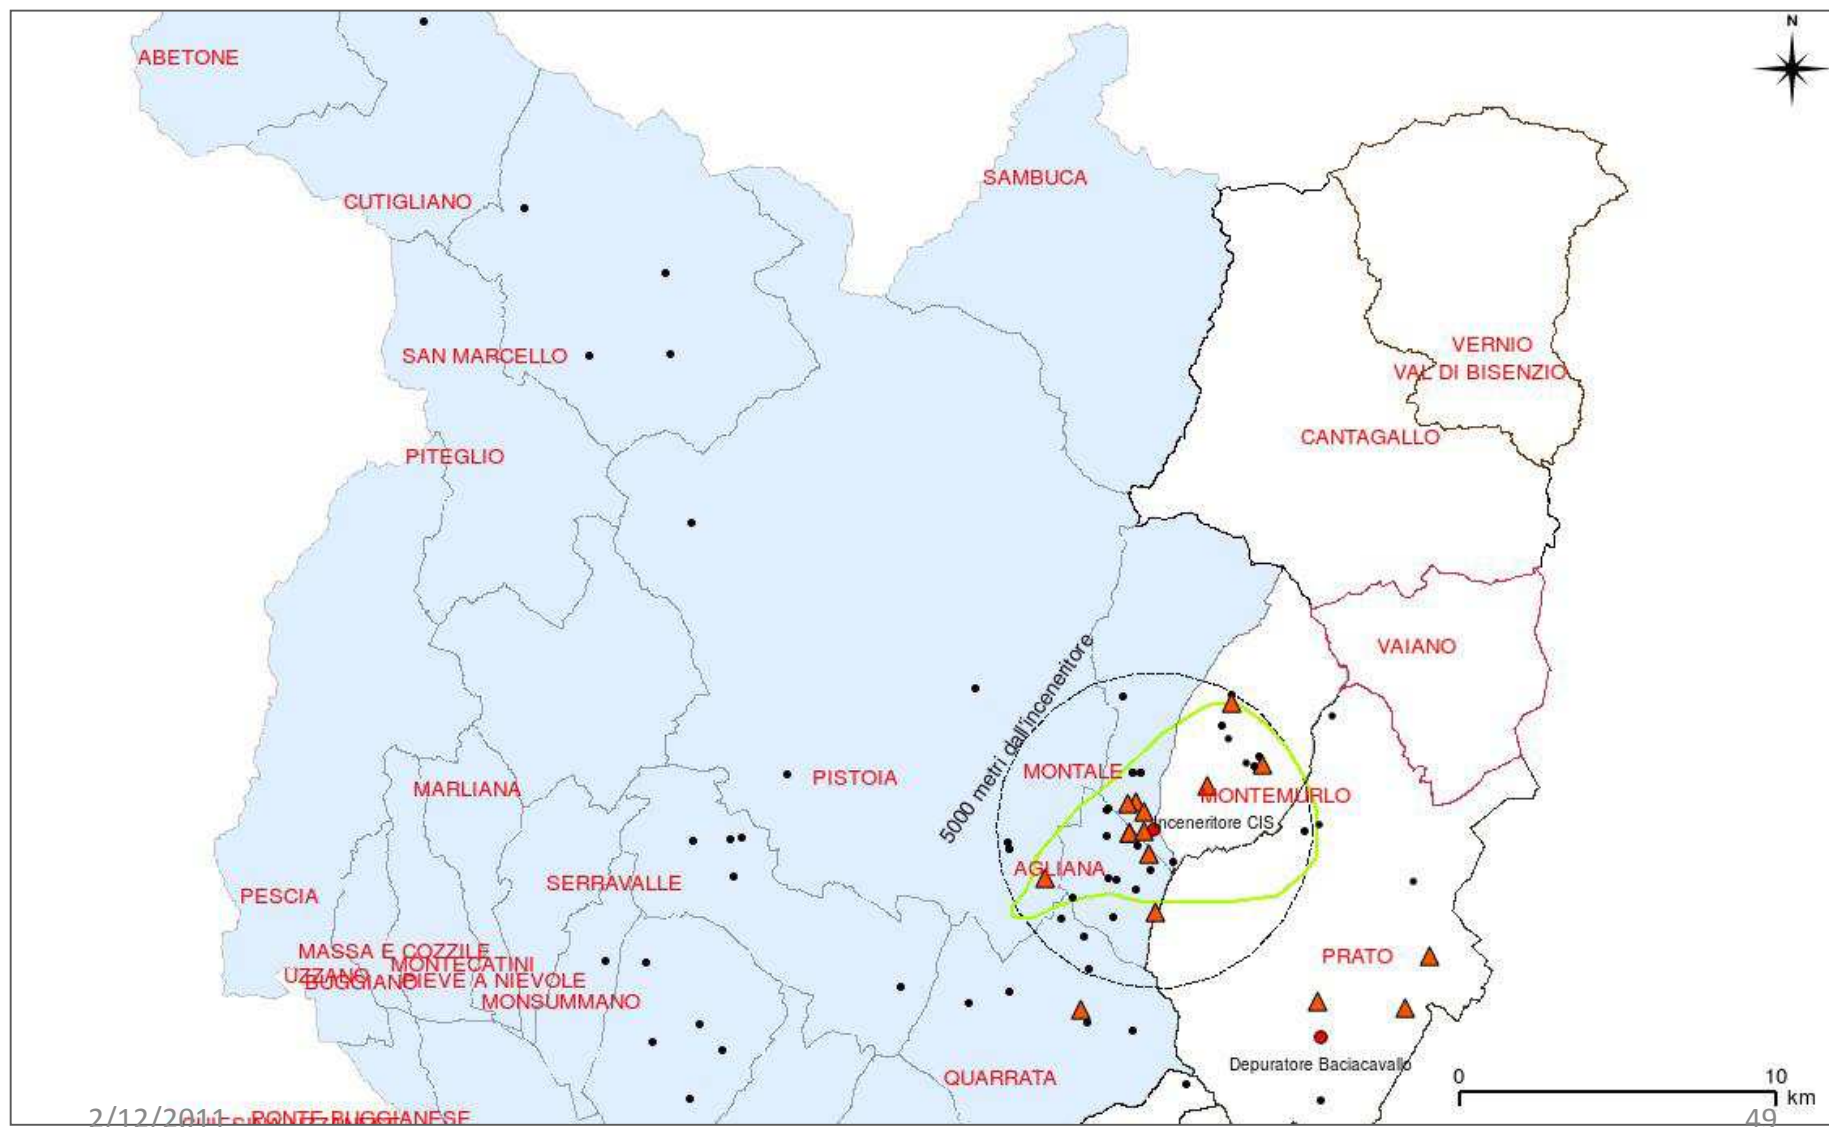 N
ABETONE
SAMBUCA
CUTIGLIANO
VERNIO
SAN MARCELLO
VAL DI BISENZIO
CANTAGALLO
PITEGLIO
VAIANO
5000 metri dall'inceneritore
MONTALE
PISTOIA
MARLIANA
MONTEMURLO
Inceneritore CIS
AGLIANA
SERRAVALLE
PESCIA
MASSA E COZZILE
PRATO
MONTECATINI
UZZANO
BUGGIANO
PIEVE A NIEVOLE
MONSUMMANO
Depuratore Baciacavallo
QUARRATA
0 10
km
2/12/2011
PONTE BUGGIANESE
49